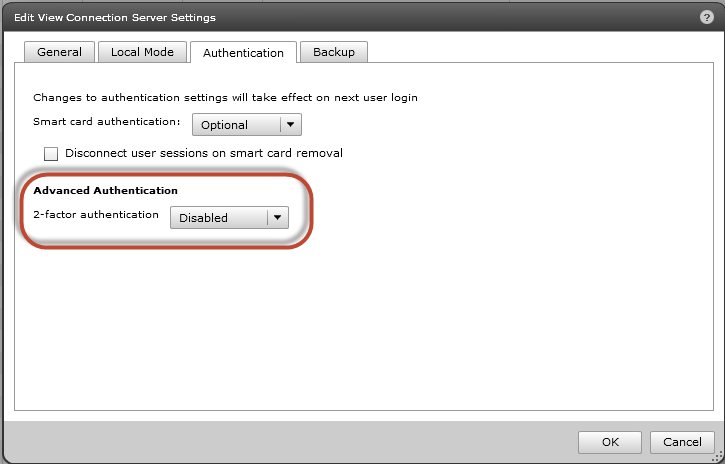 Edit View Connection Server Settings ?
General Local Mode Authentication Backup
Changes to authentication settings will take effect on next user login
Smart card authentication: Optional
Disconnect user sessions on smart card removal
Advanced Authentication
2-factor authentication Disabled
OK Cancel